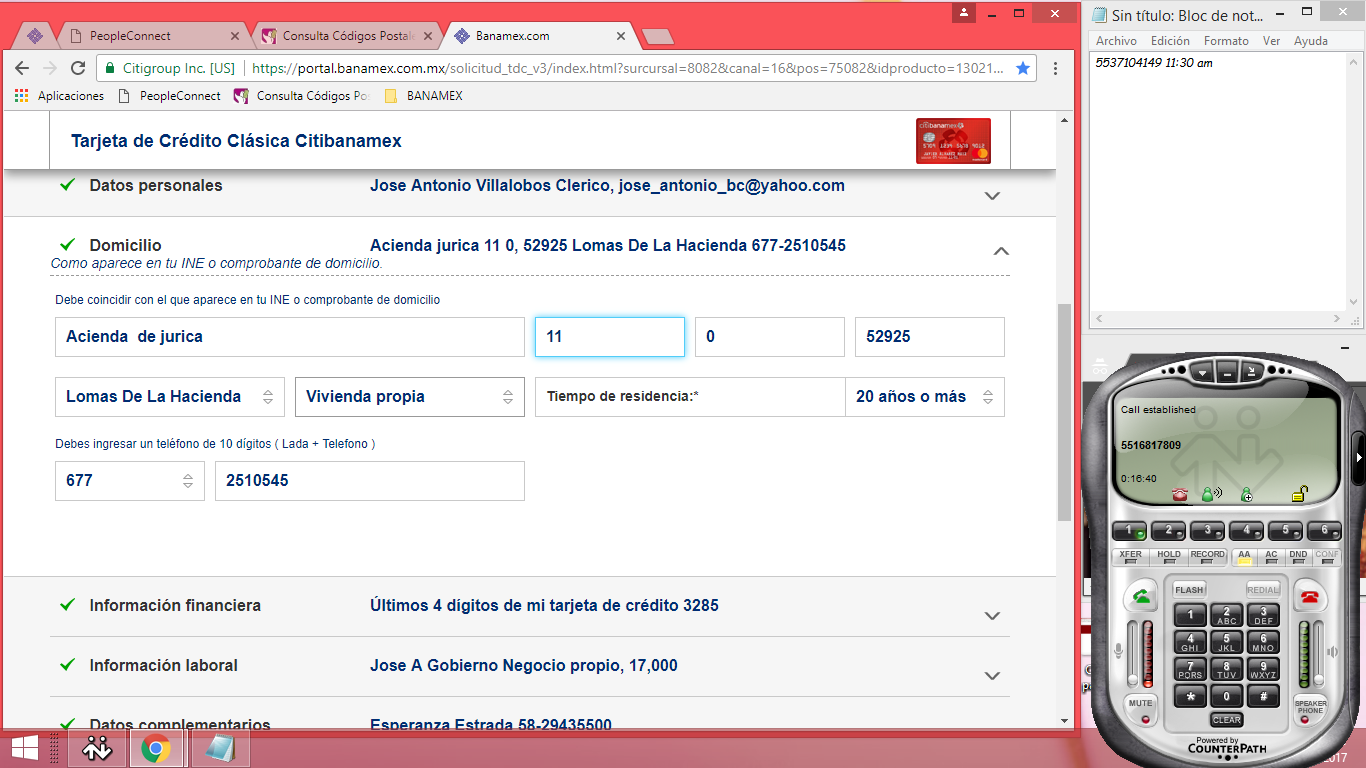 PeopleConnect
Consulta Códigos Postale
Banamex.com
Citigroup Inc. [US]
https://portal.banamex.com.mx/solicitud_tdc_v3/index.html?surcursal=8082&canal=16&pos=75082&idproducto=13021...
Aplicaciones
PeopleConnect
Consulta Códigos Po
BANAMEX
Tarjeta de Crédito Clásica Citibanamex
citibanamex
Datos personales
Jose Antonio Villalobos Clerico, jose_antonio_bc@yahoo.com
Domicilio
Acienda jurica 11 0, 52925 Lomas De La Hacienda 677-2510545
Como aparece en tu INE o comprobante de domicilio.
Debe coincidir con el que aparece en tu INE o comprobante de domicilio
Acienda de jurica
11
0
52925
Lomas De La Hacienda
Vivienda propia
Tiempo de residencia:*
20 años o más
Debes ingresar un teléfono de 10 dígitos ( Lada + Telefono )
677
2510545
Información financiera
Últimos 4 dígitos de mi tarjeta de crédito 3285
Información laboral
Jose A Gobierno Negocio propio, 17,000
Datos complementarios
Esperanza Estrada 58-29435500
Sin título: Bloc de not...
Archivo Edición Formato Ver Ayuda
5537104149 11:30 am
Call established
5516817809
0:16:40
1 2 3 4 5 6
XFER HOLD RECORD AA AC DND CONF
FLASH
REDIAL
1 2 ABC 3 DEF
4 GHI 5 JKL 6 MNO
7 PQRS 8 TUV 9 WXYZ
* 0 #
MUTE
CLEAR
SPEAKER PHONE
Powered by
COUNTERPATH
2017